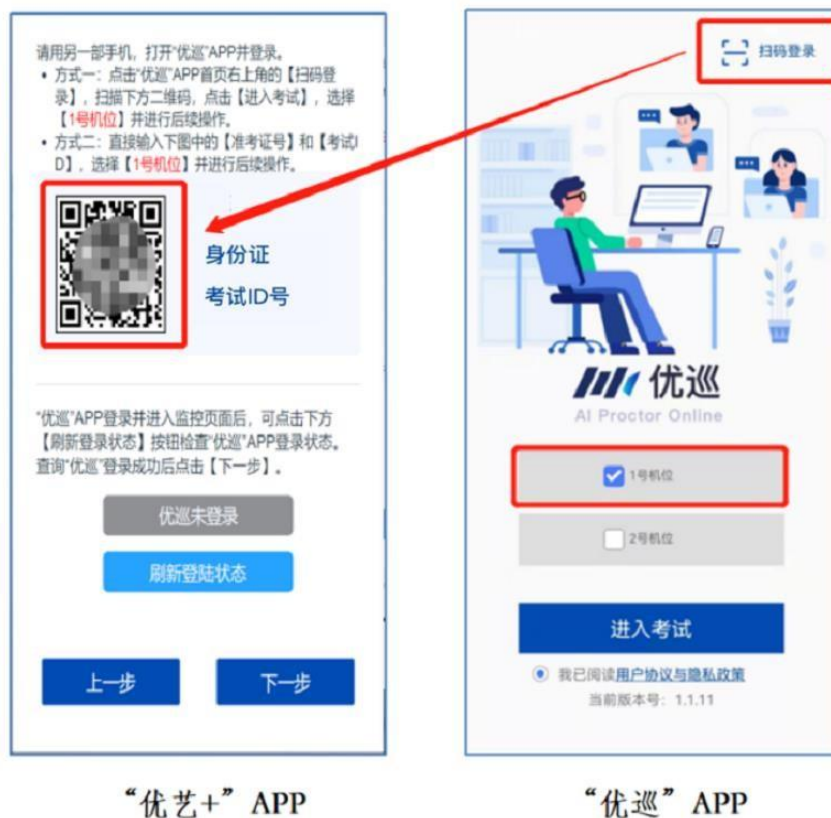 请用另一部手机，打开“优巡”APP并登录。
• 方式一：点击“优巡”APP首页右上角的【扫码登
录】，扫描下方二维码，点击【进入考试】，选择
【1号机位】并进行后续操作。
• 方式二：直接输入下图中的【准考证号】和【考试I
D】，选择【1号机位】并进行后续操作。
身份证
考试ID号
“优巡”APP登录并进入监控页面后，可点击下方
【刷新登录状态】按钮检查“优巡”APP登录状态。
查询“优巡”登录成功后点击【下一步】。
优巡未登录
刷新登陆状态
上一步
下一步
“优艺+”APP
扫码登录
优巡
AI Proctor Online
1号机位
2号机位
进入考试
我已阅读用户协议与隐私政策
当前版本号：1.1.11
“优巡”APP